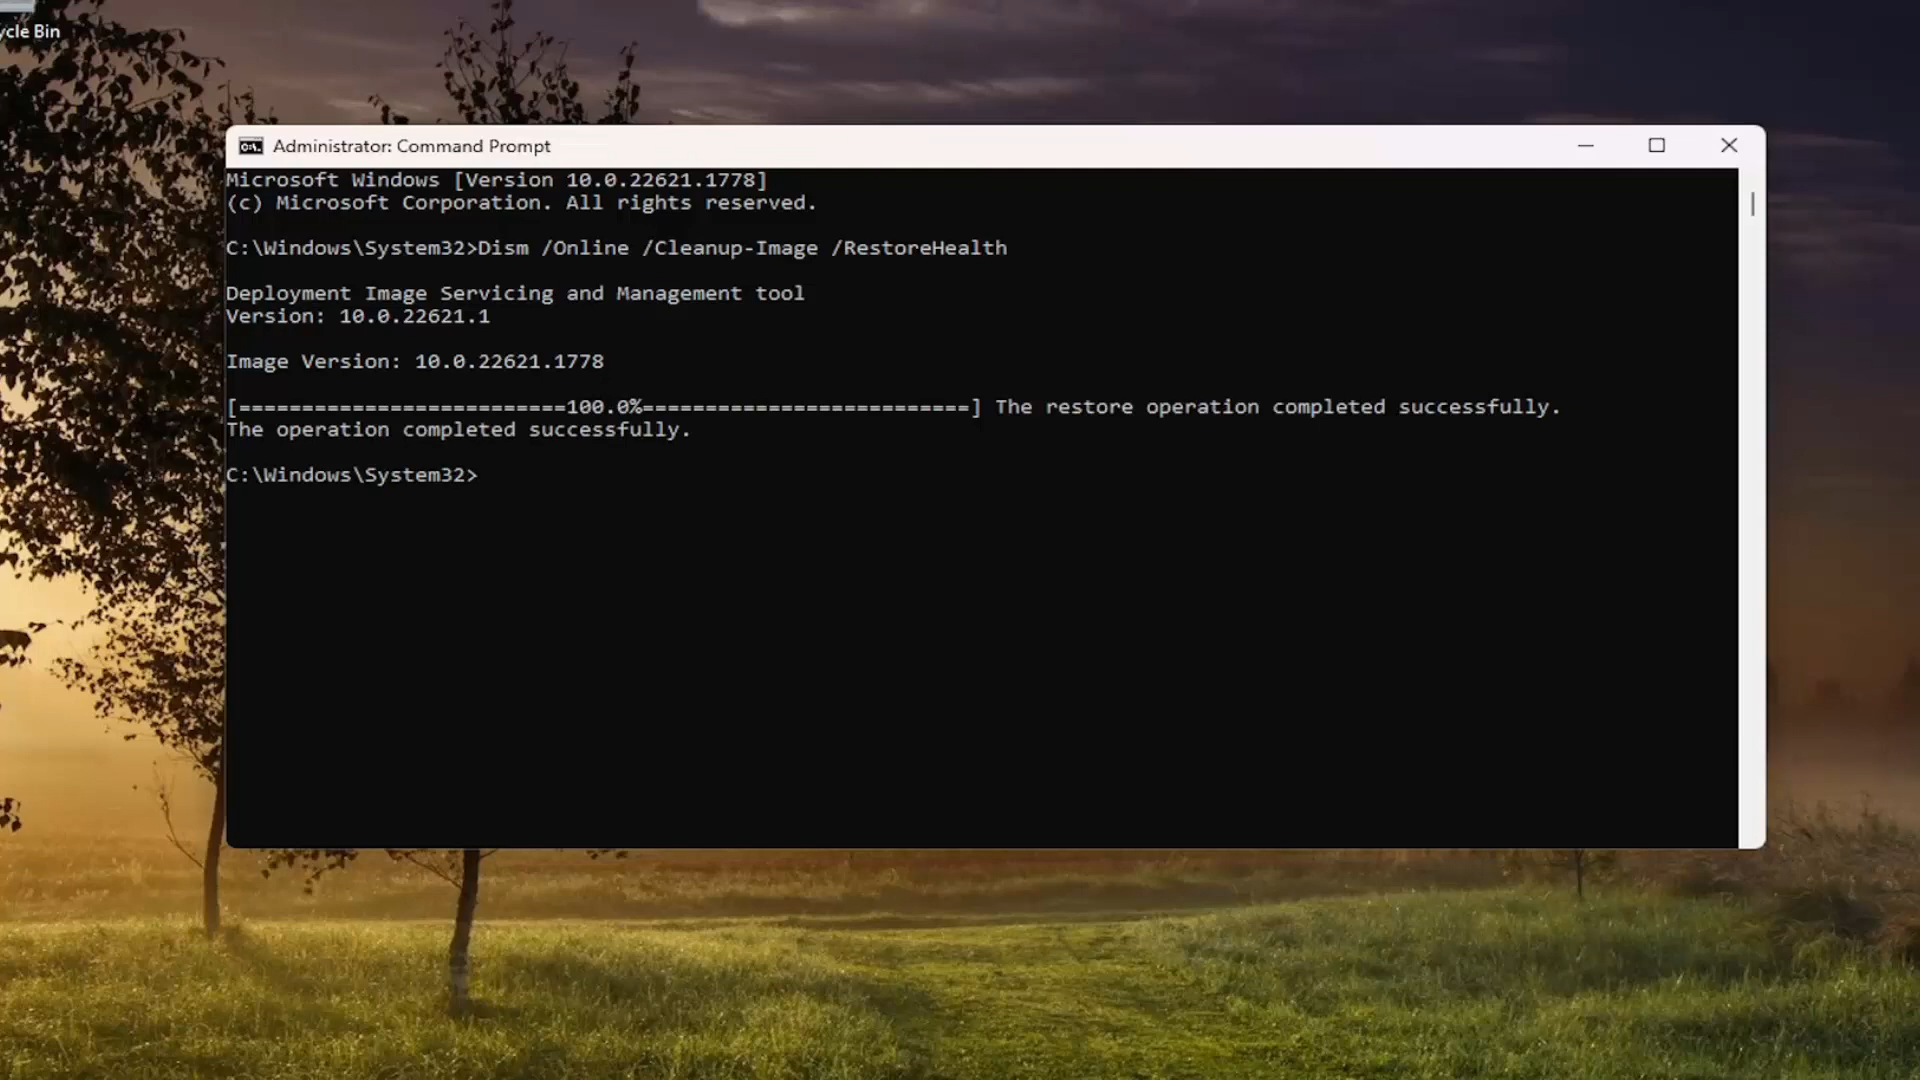 ycle Bin
Administrator: Command Prompt
Microsoft Windows [Version 10.0.22621.1778]
(c) Microsoft Corporation. All rights reserved.
C:\Windows\System32>Dism /Online /Cleanup-Image /RestoreHealth
Deployment Image Servicing and Management tool
Version: 10.0.22621.1
Image Version: 10.0.22621.1778
[==========================100.0%==========================] The restore operation completed successfully.
The operation completed successfully.
C:\Windows\System32>